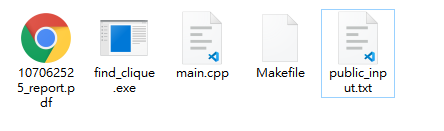 10706252
5_report.p
df
find_clique
.exe
main.cpp
Makefile
public_inp
ut.txt